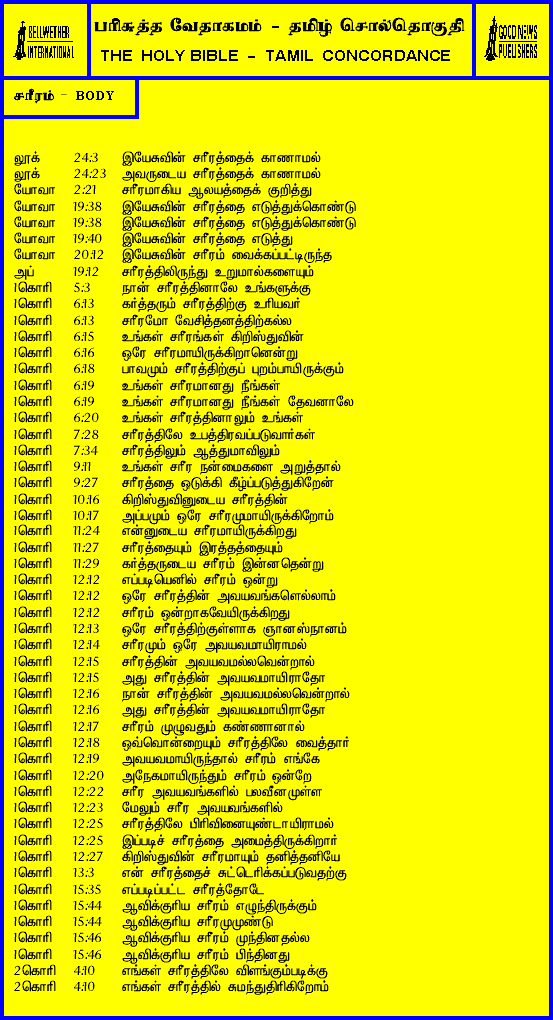 BELLWETHER
INTERNATIONAL
பரிசுத்த வேதாகமம் - தமிழ் சொல்தொகுதி
THE HOLY BIBLE - TAMIL CONCORDANCE
GOOD NEWS
PUBLISHERS
சரீரம் - BODY
லூக் 24:3 இயேசுவின் சரீரத்தைக் காணாமல்
லூக் 24:23 அவருடைய சரீரத்தைக் காணாமல்
யோவா 2:21 சரீரமாகிய ஆலயத்தைக் குறித்து
யோவா 19:38 இயேசுவின் சரீரத்தை எடுத்துக்கொண்டு
யோவா 19:38 இயேசுவின் சரீரத்தை எடுத்துக்கொண்டு
யோவா 19:40 இயேசுவின் சரீரத்தை எடுத்து
யோவா 20:12 இயேசுவின் சரீரம் வைக்கப்பட்டிருந்த
அப் 19:12 சரீரத்திலிருந்து உறுமால்களையும்
1கொரி 5:3 நான் சரீரத்தினாலே உங்களுக்கு
1கொரி 6:13 கர்த்தரும் சரீரத்திற்கு உரியவர்
1கொரி 6:13 சரீரமோ வேசித்தனத்திற்கல்ல
1கொரி 6:15 உங்கள் சரீரங்கள் கிறிஸ்துவின்
1கொரி 6:16 ஒரே சரீரமாயிருக்கிறானென்று
1கொரி 6:18 பாவமும் சரீரத்திற்குப் புறம்பாயிருக்கும்
1கொரி 6:19 உங்கள் சரீரமானது நீங்கள்
1கொரி 6:19 உங்கள் சரீரமானது நீங்கள் தேவனாலே
1கொரி 6:20 உங்கள் சரீரத்தினாலும் உங்கள்
1கொரி 7:28 சரீரத்திலே உபத்திரவப்படுவார்கள்
1கொரி 7:34 சரீரத்திலும் ஆத்துமாவிலும்
1கொரி 9:11 உங்கள் சரீர நன்மைகளை அறுத்தால்
1கொரி 9:27 சரீரத்தை ஒடுக்கி கீழ்ப்படுத்துகிறேன்
1கொரி 10:16 கிறிஸ்துவினுடைய சரீரத்தின்
1கொரி 10:17 அப்பமும் ஒரே சரீரமுமாயிருக்கிறோம்
1கொரி 11:24 என்னுடைய சரீரமாயிருக்கிறது
1கொரி 11:27 சரீரத்தையும் இரத்தத்தையும்
1கொரி 11:29 கர்த்தருடைய சரீரம் இன்னதென்று
1கொரி 12:12 எப்படியெனில் சரீரம் ஒன்று
1கொரி 12:12 ஒரே சரீரத்தின் அவயவங்களெல்லாம்
1கொரி 12:12 சரீரம் ஒன்றாகவேயிருக்கிறது
1கொரி 12:13 ஒரே சரீரத்திற்குள்ளாக ஞானஸ்நானம்
1கொரி 12:14 சரீரமும் ஒரே அவயவமாயிராமல்
1கொரி 12:15 சரீரத்தின் அவயவமல்லவென்றால்
1கொரி 12:15 அது சரீரத்தின் அவயவமாயிராதோ
1கொரி 12:16 நான் சரீரத்தின் அவயவமல்லவென்றால்
1கொரி 12:16 அது சரீரத்தின் அவயவமாயிராதோ
1கொரி 12:17 சரீரம் முழுவதும் கண்ணானால்
1கொரி 12:18 ஒவ்வொன்றையும் சரீரத்திலே வைத்தார்
1கொரி 12:19 அவயவமாயிருந்தால் சரீரம் எங்கே
1கொரி 12:20 அநேகமாயிருந்தும் சரீரம் ஒன்றே
1கொரி 12:22 சரீர அவயவங்களில் பலவீனமுள்ள
1கொரி 12:23 மேலும் சரீர அவயவங்களில்
1கொரி 12:25 சரீரத்திலே பிரிவினையுண்டாயிராமல்
1கொரி 12:25 இப்படிச் சரீரத்தை அமைத்திருக்கிறார்
1கொரி 12:27 கிறிஸ்துவின் சரீரமாயும் தனித்தனியே
1கொரி 13:3 என் சரீரத்தைச் சுட்டெரிக்கப்படுவதற்கு
1கொரி 15:35 எப்படிப்பட்ட சரீரத்தோடே
1கொரி 15:44 ஆவிக்குரிய சரீரம் எழுந்திருக்கும்
1கொரி 15:44 ஆவிக்குரிய சரீரமுமுண்டு
1கொரி 15:46 ஆவிக்குரிய சரீரம் முந்தினதல்ல
1கொரி 15:46 ஆவிக்குரிய சரீரம் பிந்தினது
2கொரி 4:10 எங்கள் சரீரத்திலே விளங்கும்படிக்கு
2கொரி 4:10 எங்கள் சரீரத்தில் சுமந்துதிரிகிறோம்